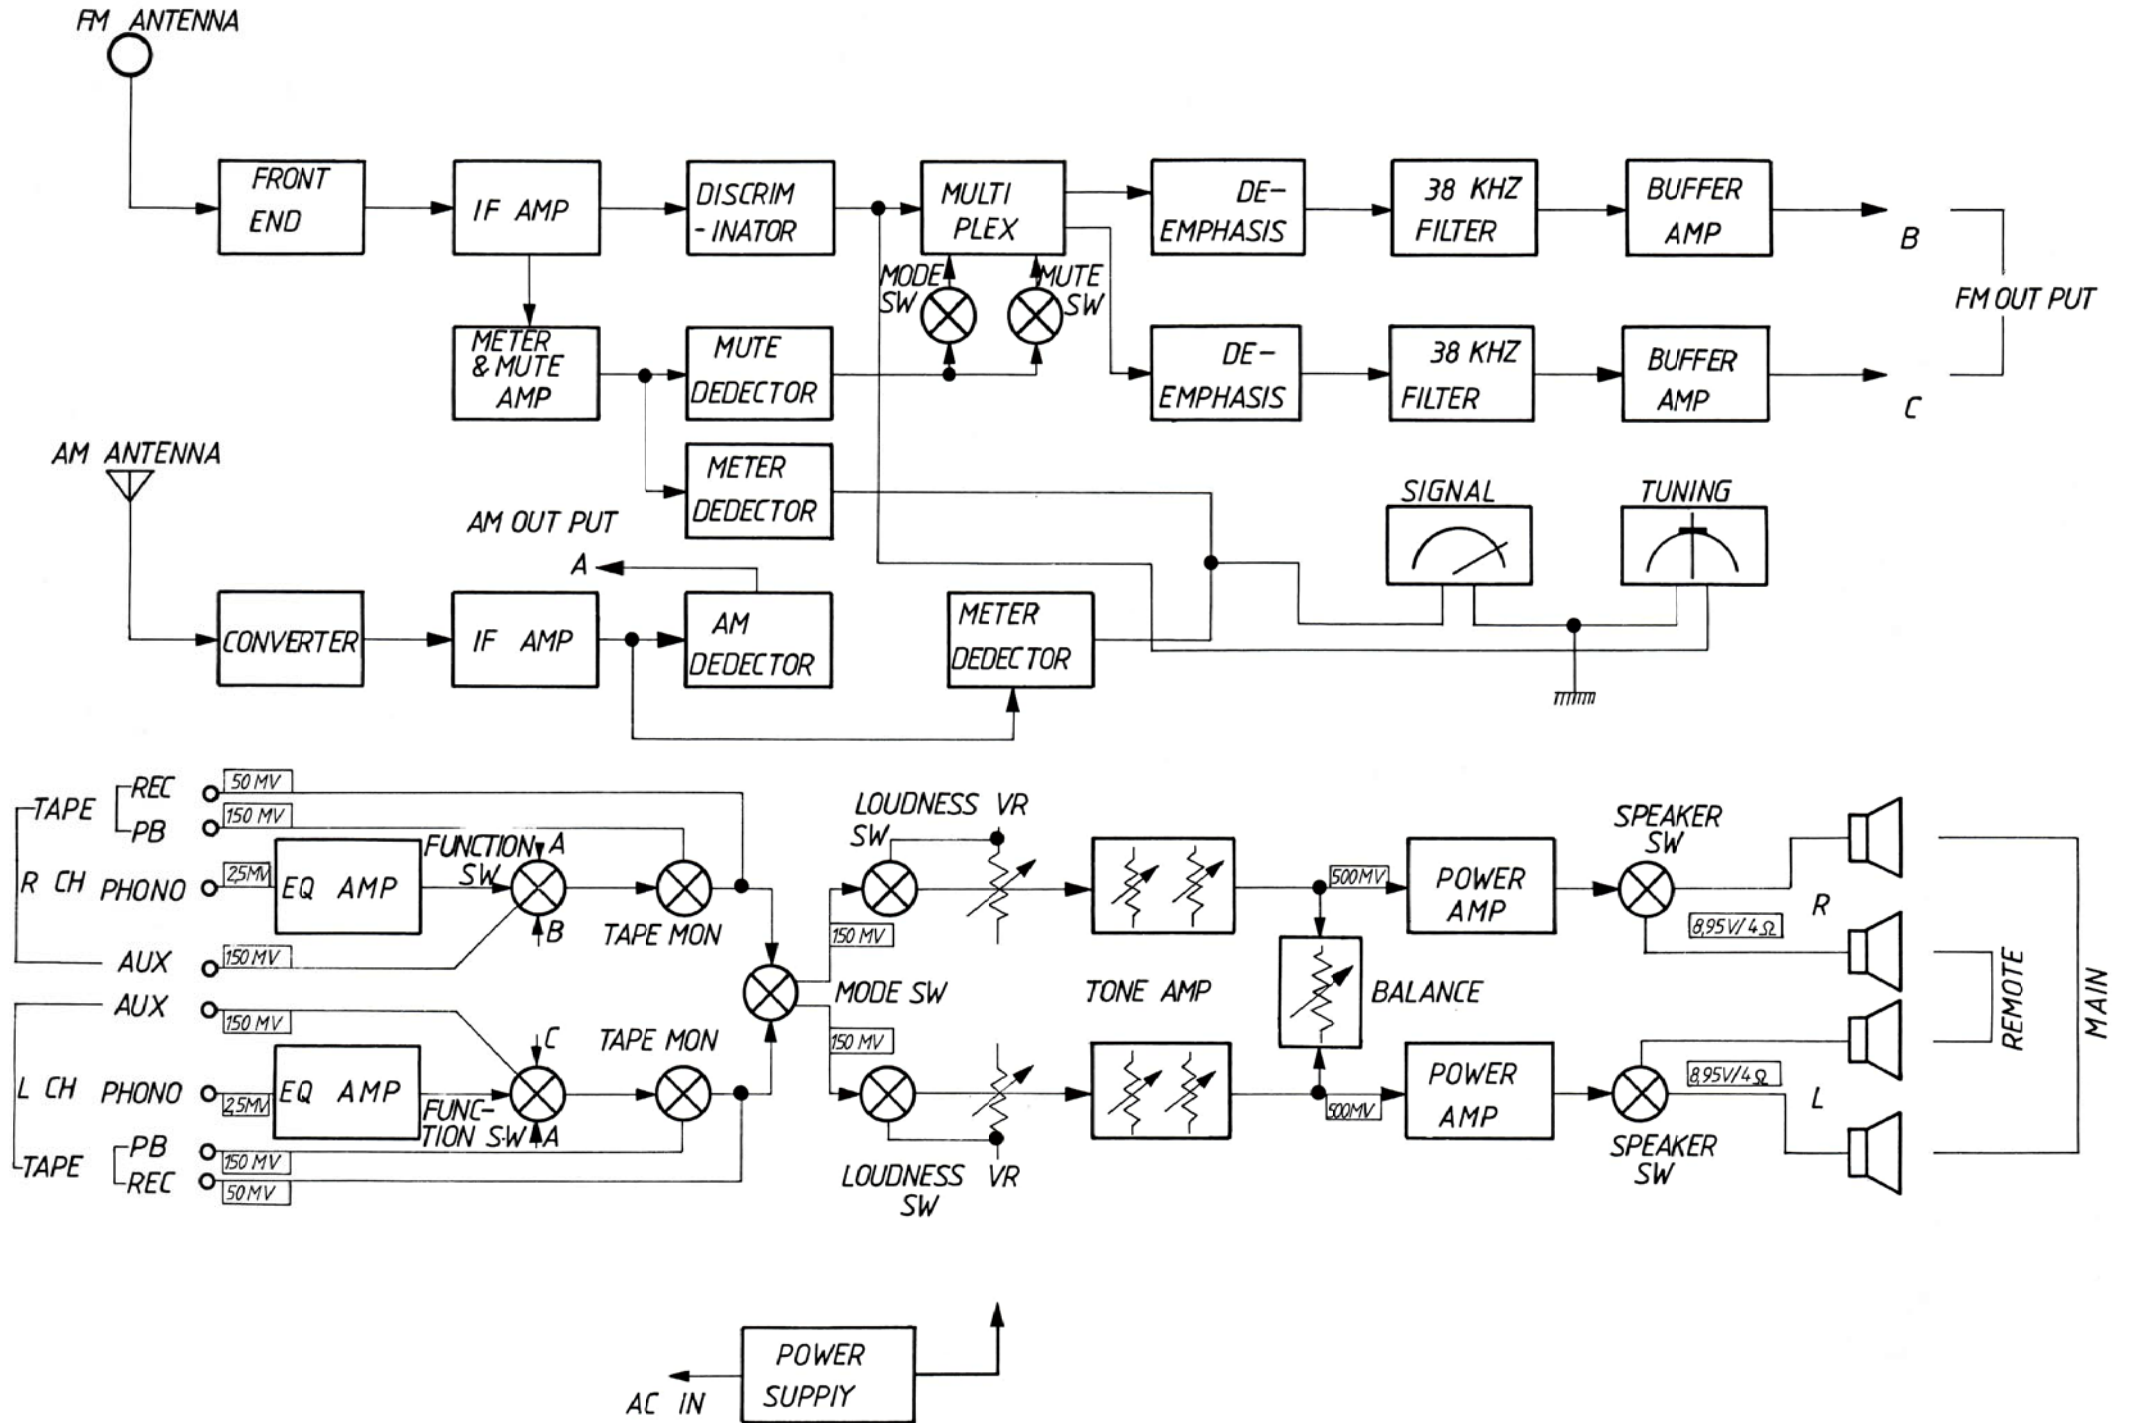 FM ANTENNA
FRONT
END
IF AMP
DISCRIM
-INATOR
MULTI
PLEX
DE-
EMPHASIS
38 KHZ
FILTER
BUFFER
AMP
B
FM OUT PUT
MODE
SW
MUTE
SW
METER
& MUTE
AMP
MUTE
DEDECTOR
DE-
EMPHASIS
38 KHZ
FILTER
BUFFER
AMP
C
AM ANTENNA
METER
DEDECTOR
SIGNAL
TUNING
AM OUT PUT
A
CONVERTER
IF AMP
AM
DEDECTOR
METER
DEDECTOR
TAPE
REC
50 MV
PB
150 MV
R CH
PHONO
2,5MV
EQ AMP
FUNCTION
SW
A
B
TAPE MON
AUX
150 MV
LOUDNESS VR
SW
150 MV
MODE SW
TONE AMP
500MV
POWER
AMP
BALANCE
SPEAKER
SW
8,95V/4Ω
R
REMOTE
MAIN
AUX
150 MV
L CH
PHONO
2,5MV
EQ AMP
C
FUNC-
TION SW
A
TAPE MON
150 MV
LOUDNESS VR
SW
500MV
POWER
AMP
SPEAKER
SW
8,95V/4Ω
L
TAPE
PB
150 MV
REC
50 MV
AC IN
POWER
SUPPIY